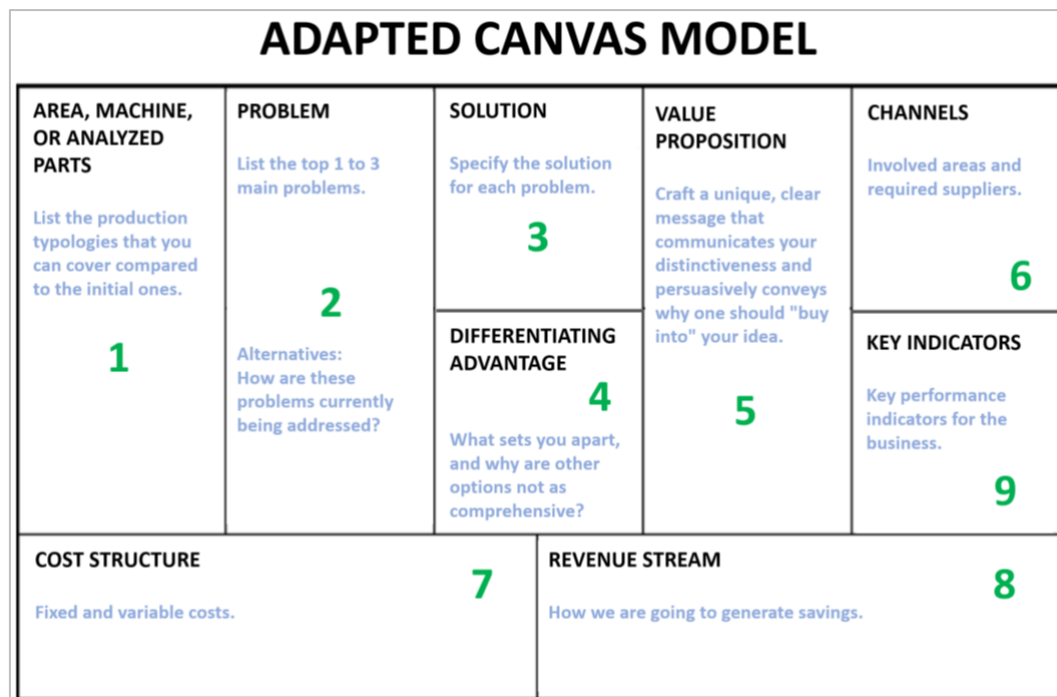 ADAPTED CANVAS MODEL
AREA, MACHINE,
OR ANALYZED
PARTS
List the production
typologies that you
can cover compared
to the initial ones.
1
PROBLEM
List the top 1 to 3
main problems.
2
Alternatives:
How are these
problems currently
being addressed?
SOLUTION
Specify the solution
for each problem.
3
DIFFERENTIATING
ADVANTAGE
4
What sets you apart,
and why are other
options not as
comprehensive?
VALUE
PROPOSITION
Craft a unique, clear
message that
communicates your
distinctiveness and
persuasively conveys
why one should "buy
into" your idea.
5
CHANNELS
Involved areas and
required suppliers.
6
KEY INDICATORS
Key performance
indicators for the
business.
9
COST STRUCTURE
7
Fixed and variable costs.
REVENUE STREAM
8
How we are going to generate savings.